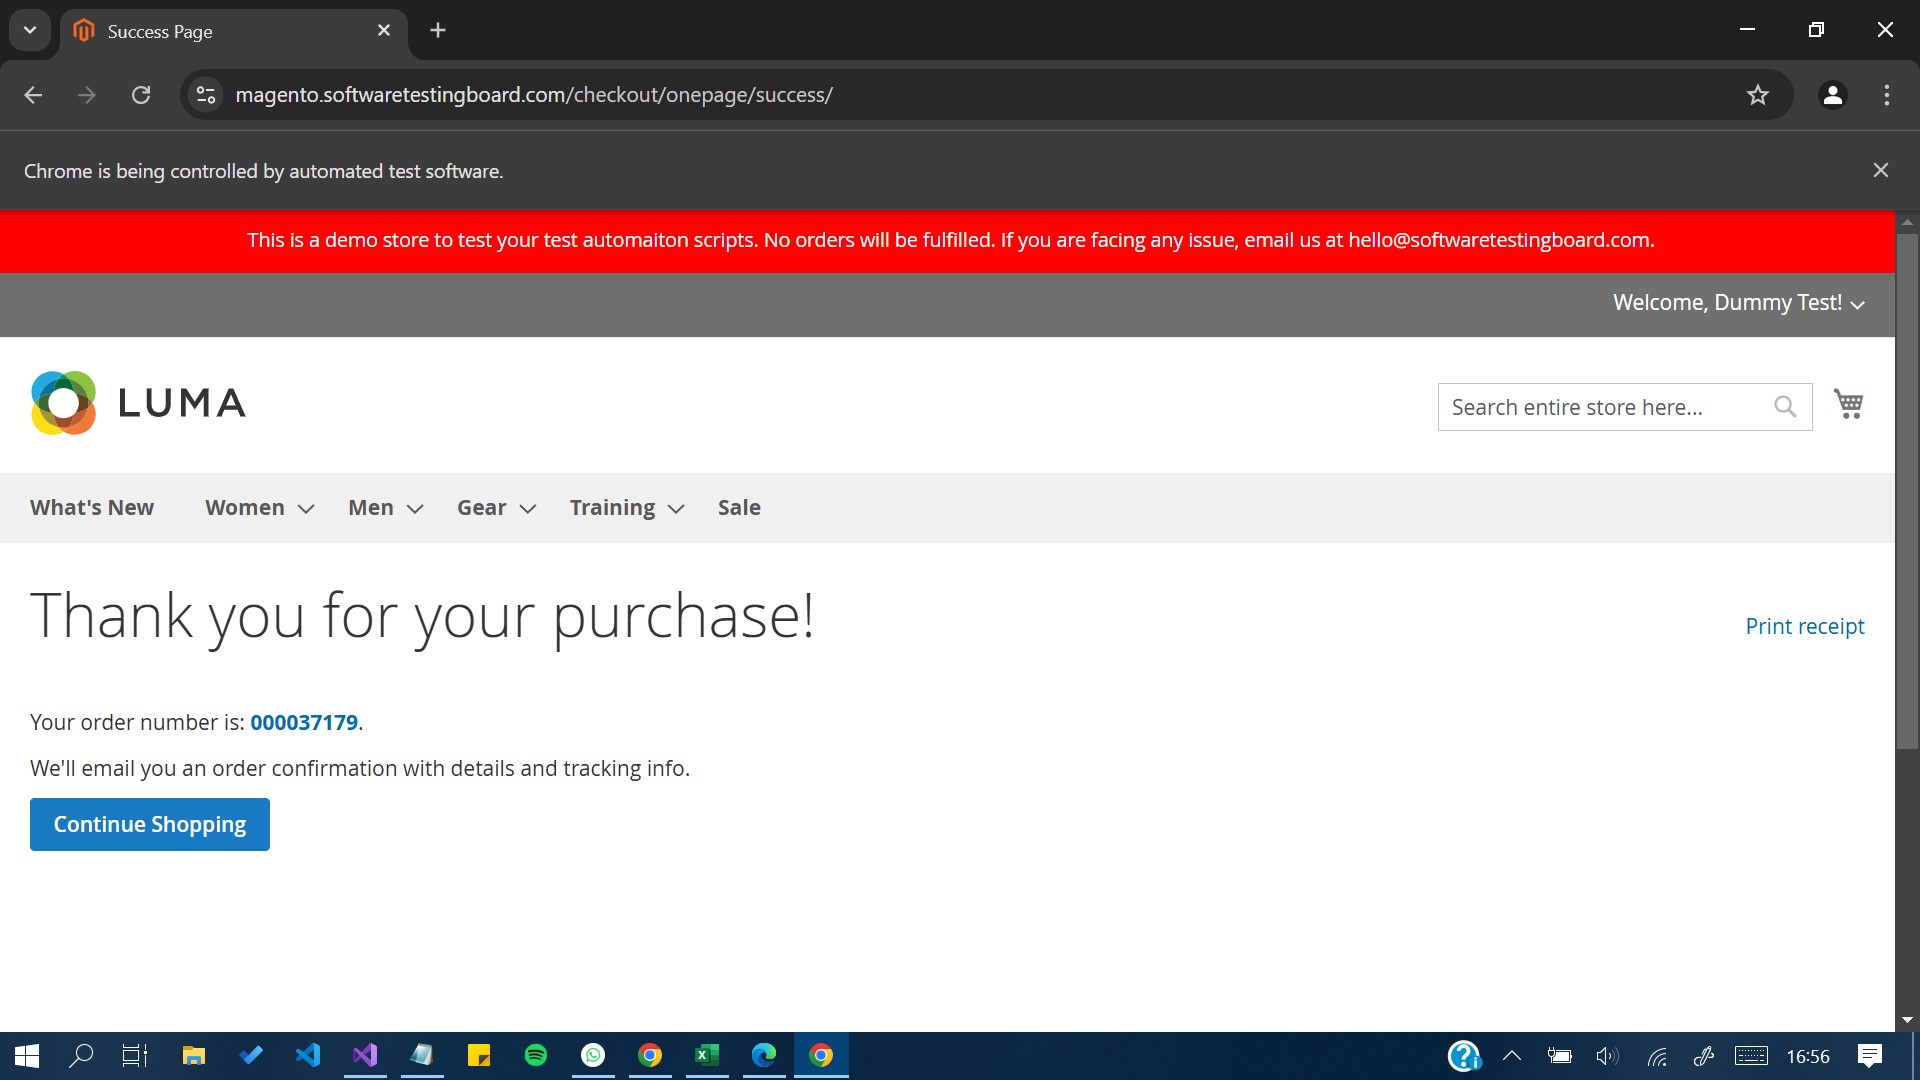 Success Page
magento.softwaretestingboard.com/checkout/onepage/success/
Chrome is being controlled by automated test software.
This is a demo store to test your test automaiton scripts. No orders will be fulfilled. If you are facing any issue, email us at hello@softwaretestingboard.com.
Welcome, Dummy Test!
LUMA
Search entire store here...
What's New Women Men Gear Training Sale
Thank you for your purchase!
Print receipt
Your order number is: 000037179.
We'll email you an order confirmation with details and tracking info.
Continue Shopping
16:56